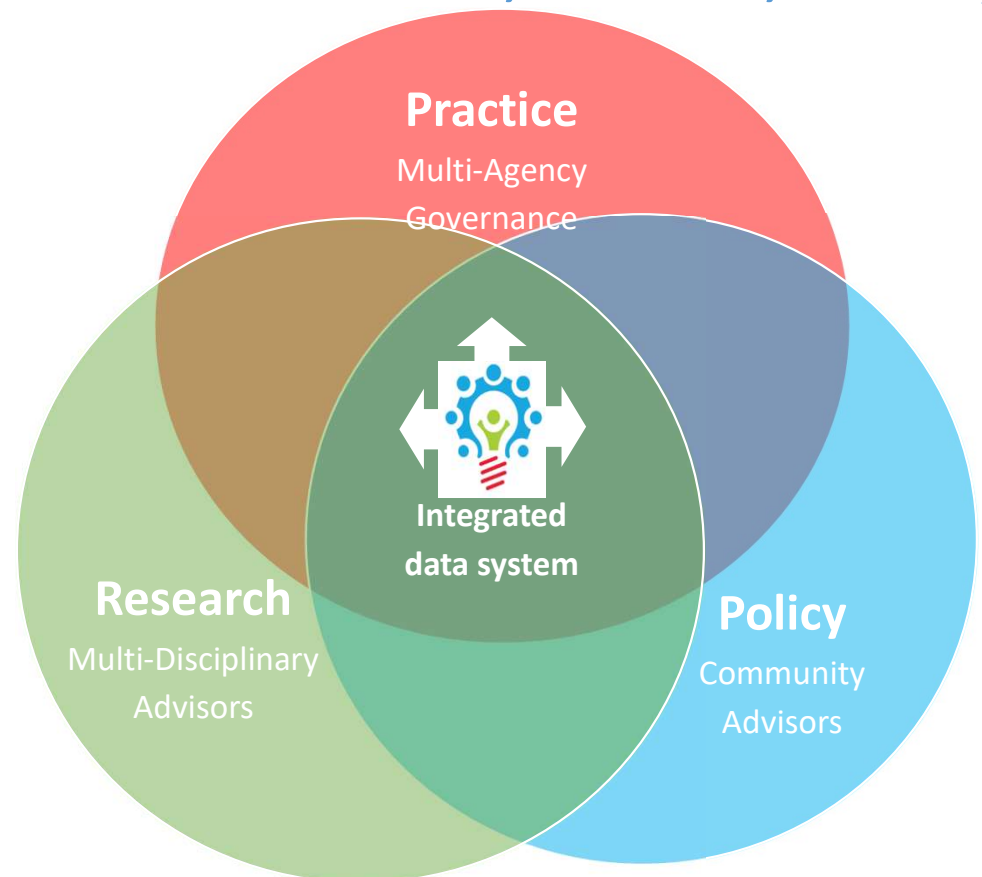 Practice
Multi-Agency
Governance
Integrated
data system
Research
Multi-Disciplinary
Advisors
Policy
Community
Advisors